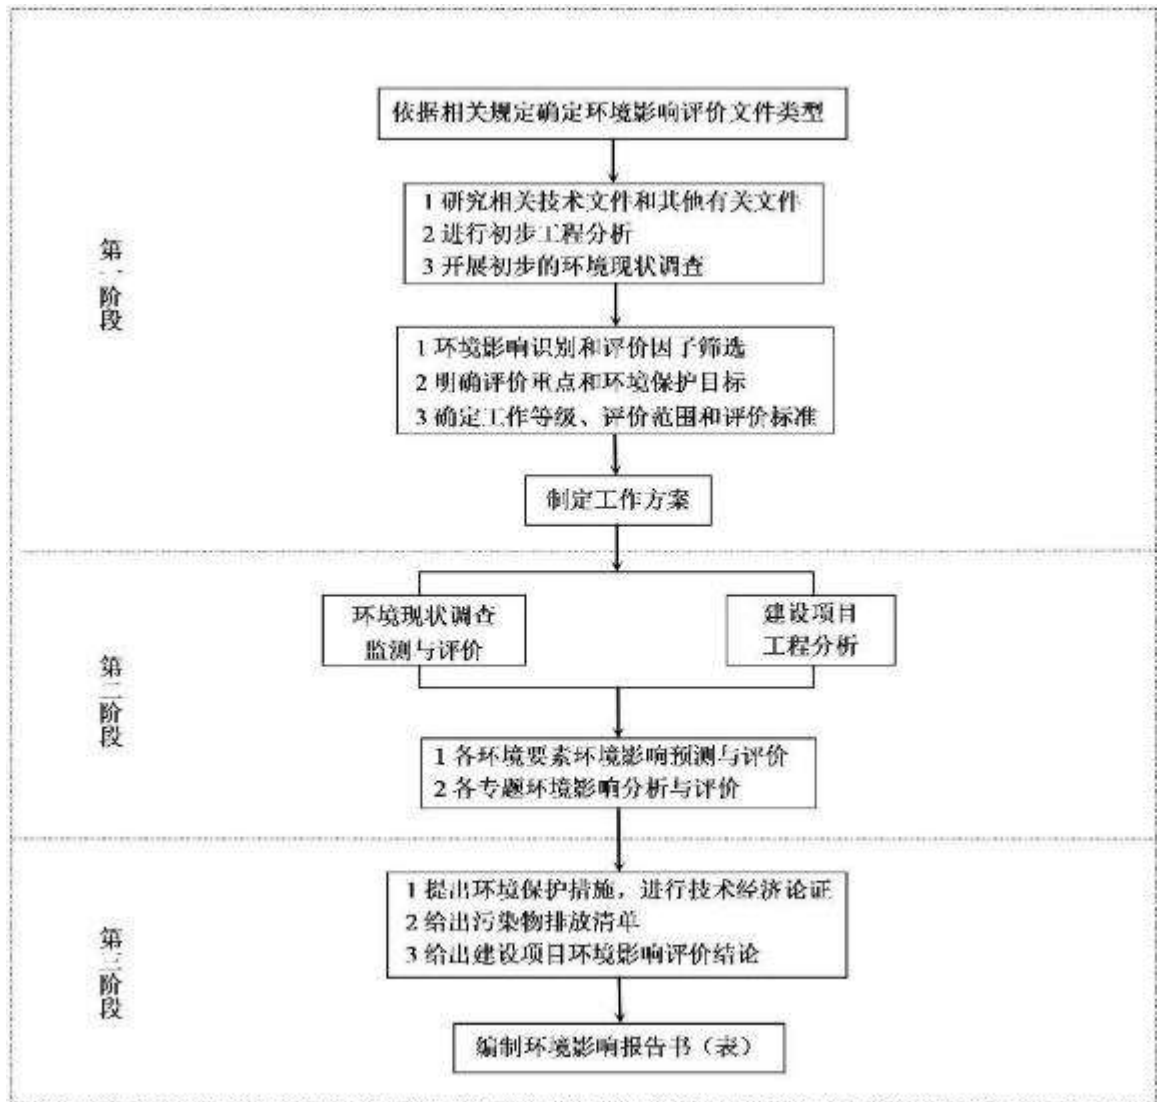 依据相关规定确定环境影响评价文件类型
1 研究相关技术文件和其他有关文件
2 进行初步工程分析
3 开展初步的环境现状调查
第一阶段
1 环境影响识别和评价因子筛选
2 明确评价重点和环境保护目标
3 确定工作等级、评价范围和评价标准
制定工作方案
环境现状调查
监测与评价
建设项目
工程分析
第二阶段
1 各环境要素环境影响预测与评价
2 各专题环境影响分析与评价
1 提出环境保护措施，进行技术经济论证
2 给出污染物排放清单
3 给出建设项目环境影响评价结论
第三阶段
编制环境影响报告书（表）